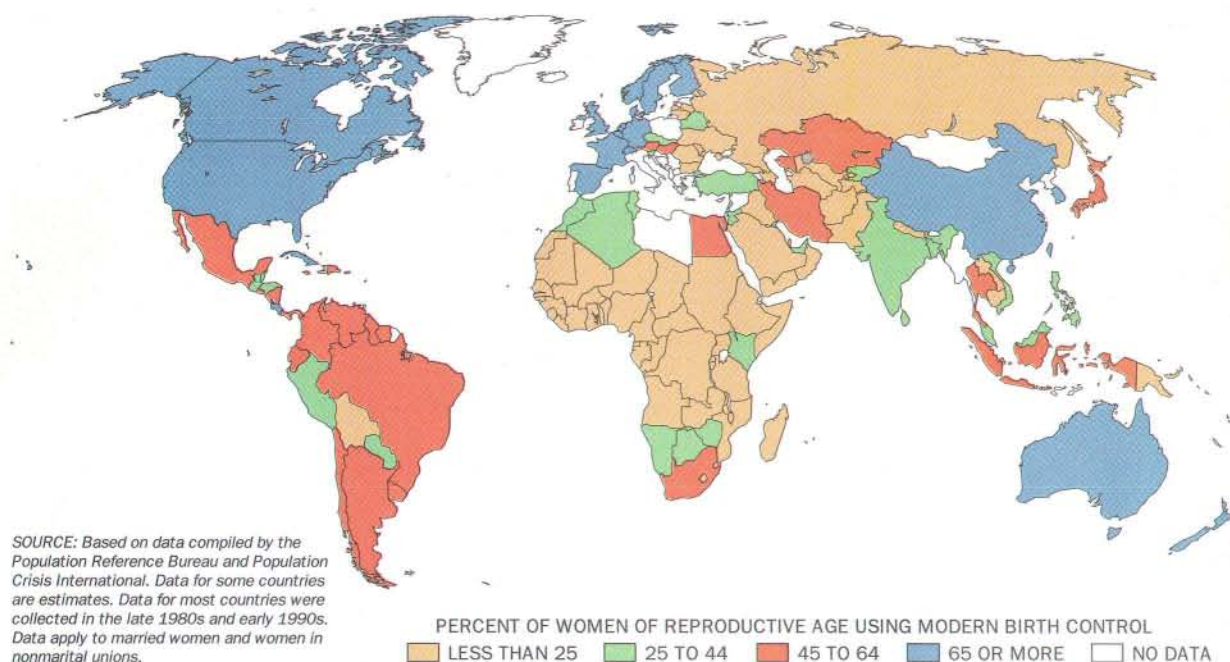 SOURCE: Based on data compiled by the
Population Reference Bureau and Population
Crisis International. Data for some countries
are estimates. Data for most countries were
collected in the late 1980s and early 1990s.
Data apply to married women and women in
nonmarital unions.
PERCENT OF WOMEN OF REPRODUCTIVE AGE USING MODERN BIRTH CONTROL
LESS THAN 25 25 TO 44 45 TO 64 65 OR MORE NO DATA